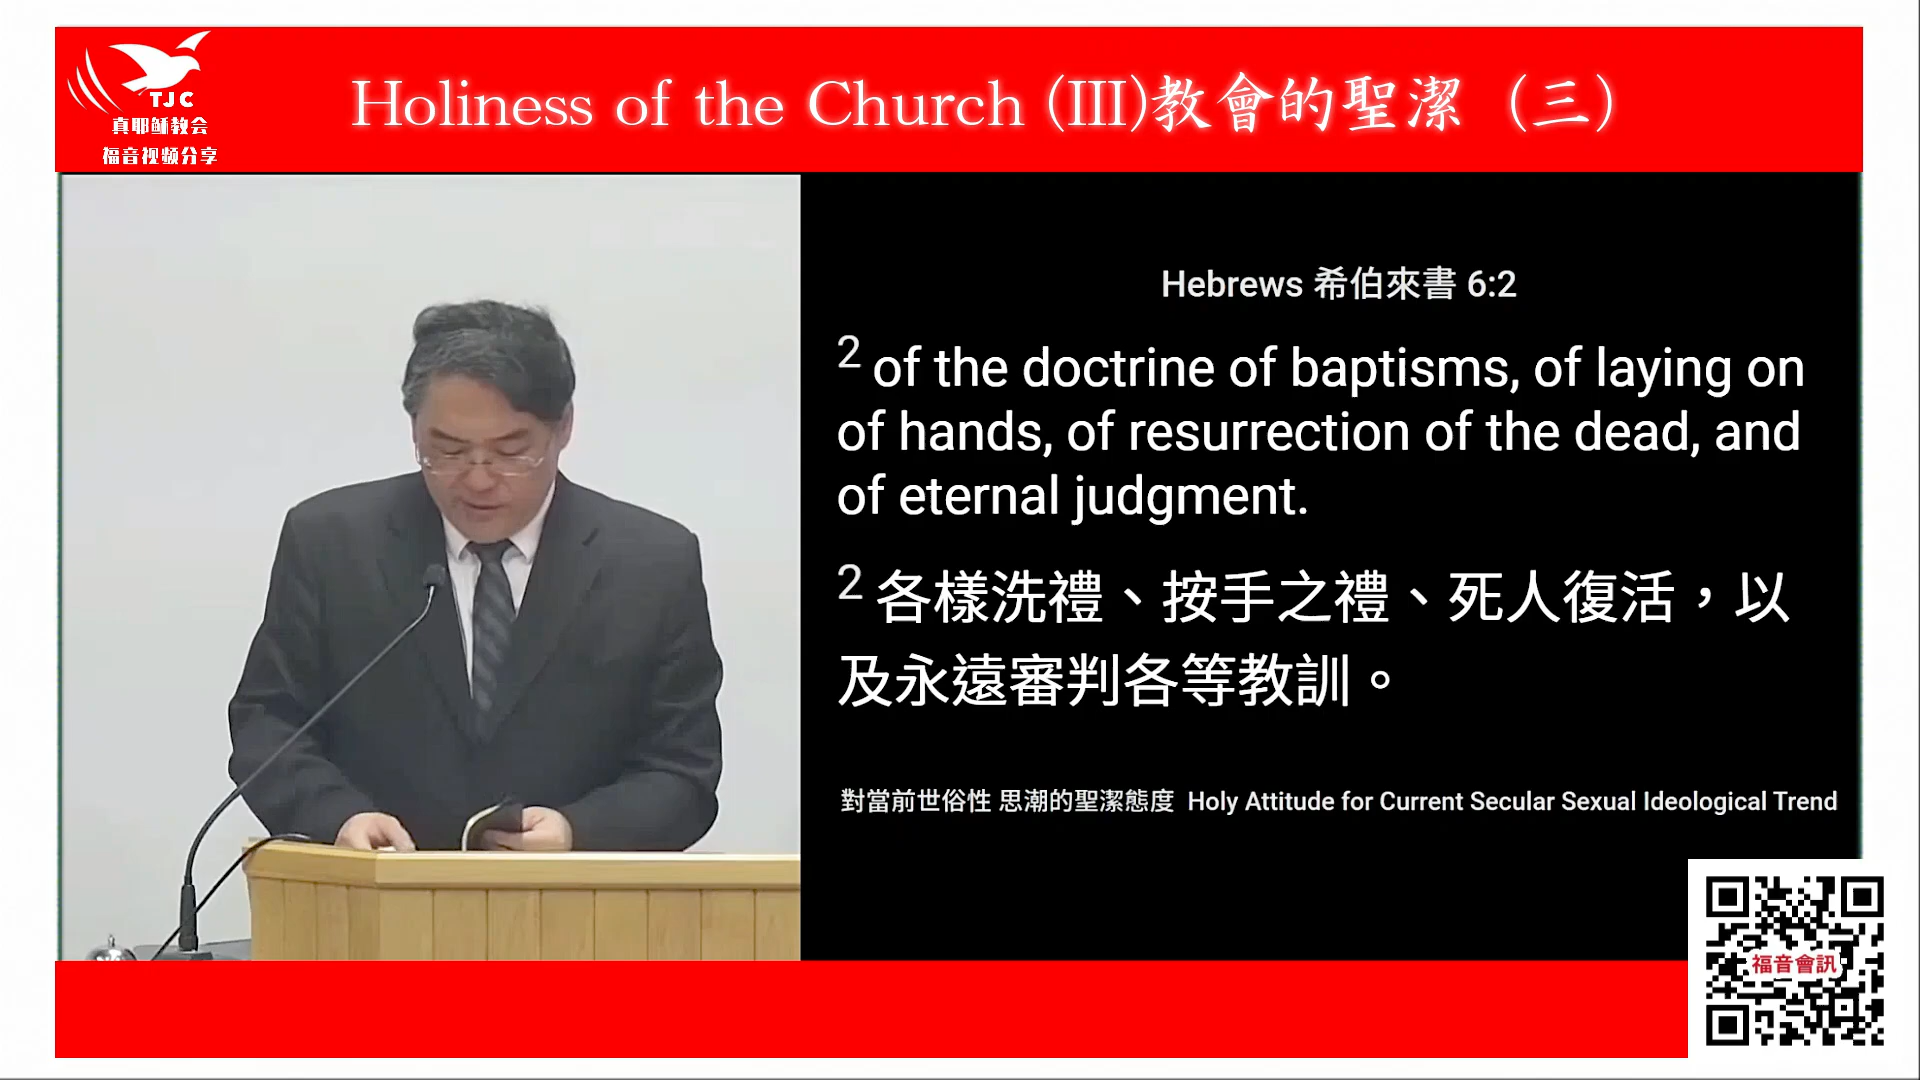 TJC
真耶稣教会
福音视频分享
Holiness of the Church (III)教會的聖潔（三）
Hebrews 希伯來書 6:2
2 of the doctrine of baptisms, of laying on
of hands, of resurrection of the dead, and
of eternal judgment.
2 各樣洗禮、按手之禮、死人復活，以
及永遠審判各等教訓。
對當前世俗性 思潮的聖潔態度 Holy Attitude for Current Secular Sexual Ideological Trend
福音會訊